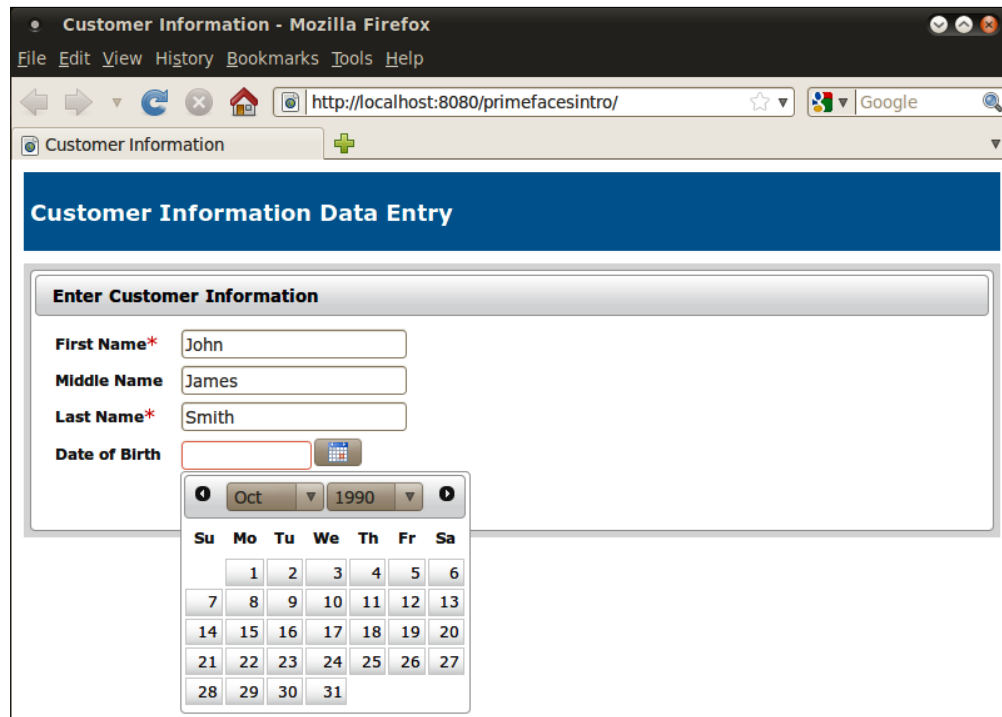 Customer Information - Mozilla Firefox
File Edit View History Bookmarks Tools Help
http://localhost:8080/primefacesintro/ Google
Customer Information
Customer Information Data Entry
Enter Customer Information
First Name* John
Middle Name James
Last Name* Smith
Date of Birth
Oct 1990
Su Mo Tu We Th Fr Sa
1 2 3 4 5 6
7 8 9 10 11 12 13
14 15 16 17 18 19 20
21 22 23 24 25 26 27
28 29 30 31